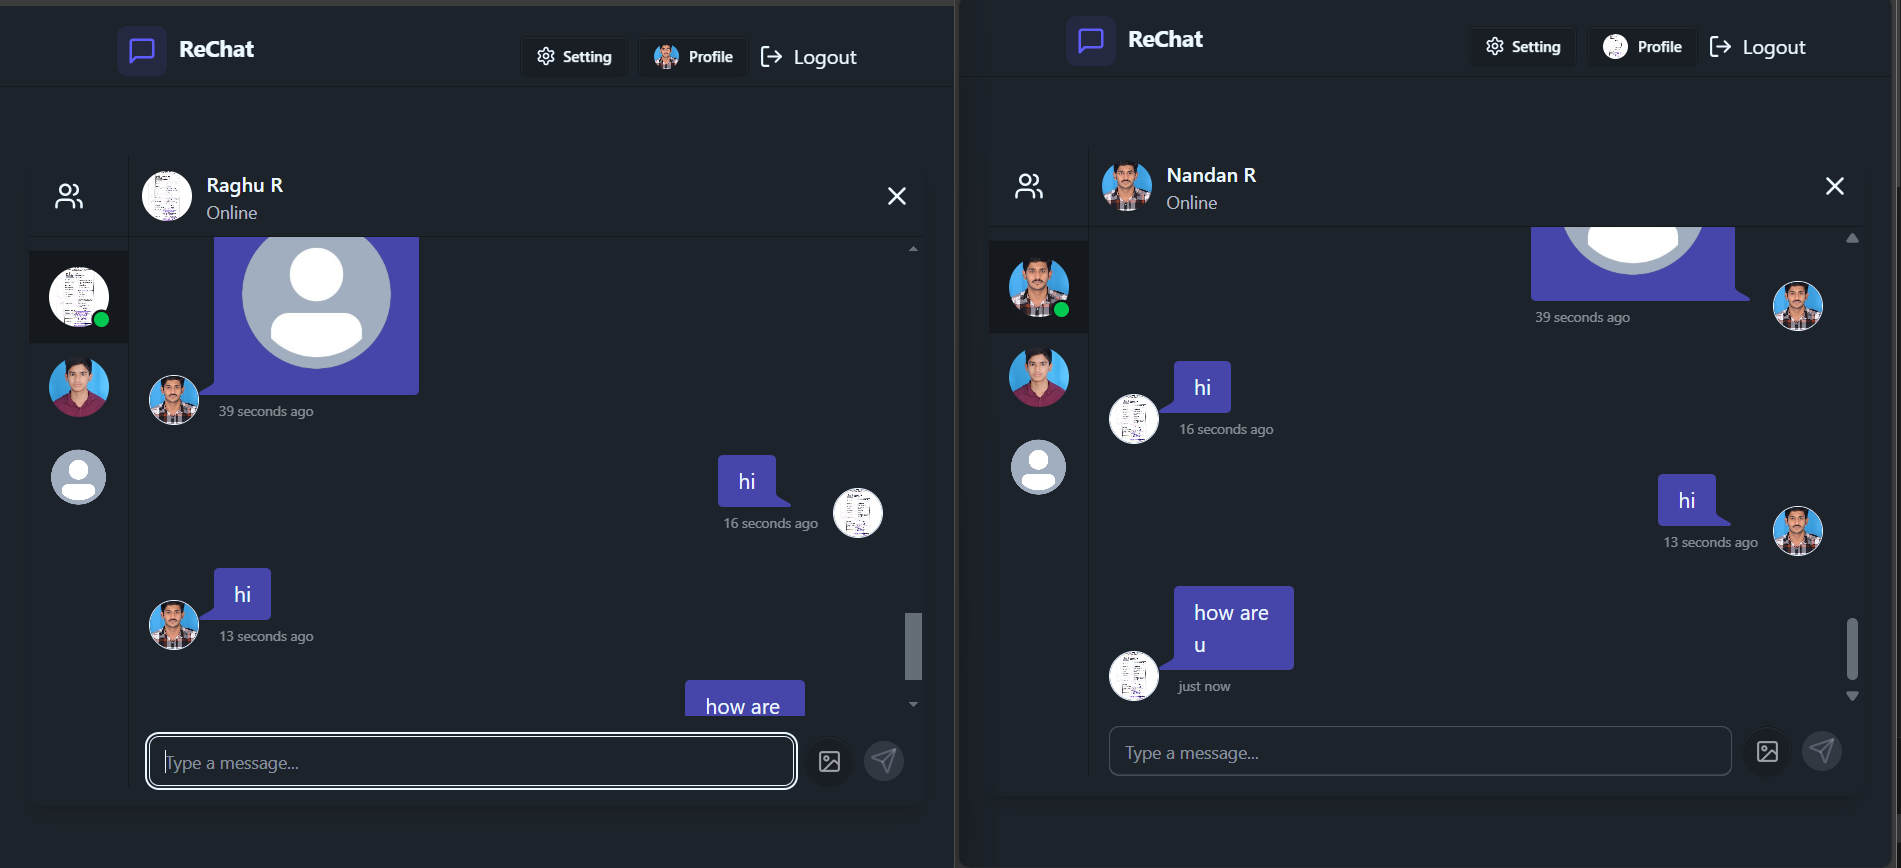 ReChat
Setting
Profile
Logout
Raghu R
Online
39 seconds ago
hi
16 seconds ago
hi
13 seconds ago
how are
Type a message...
ReChat
Setting
Profile
Logout
Nandan R
Online
39 seconds ago
hi
16 seconds ago
hi
13 seconds ago
how are
u
just now
Type a message...